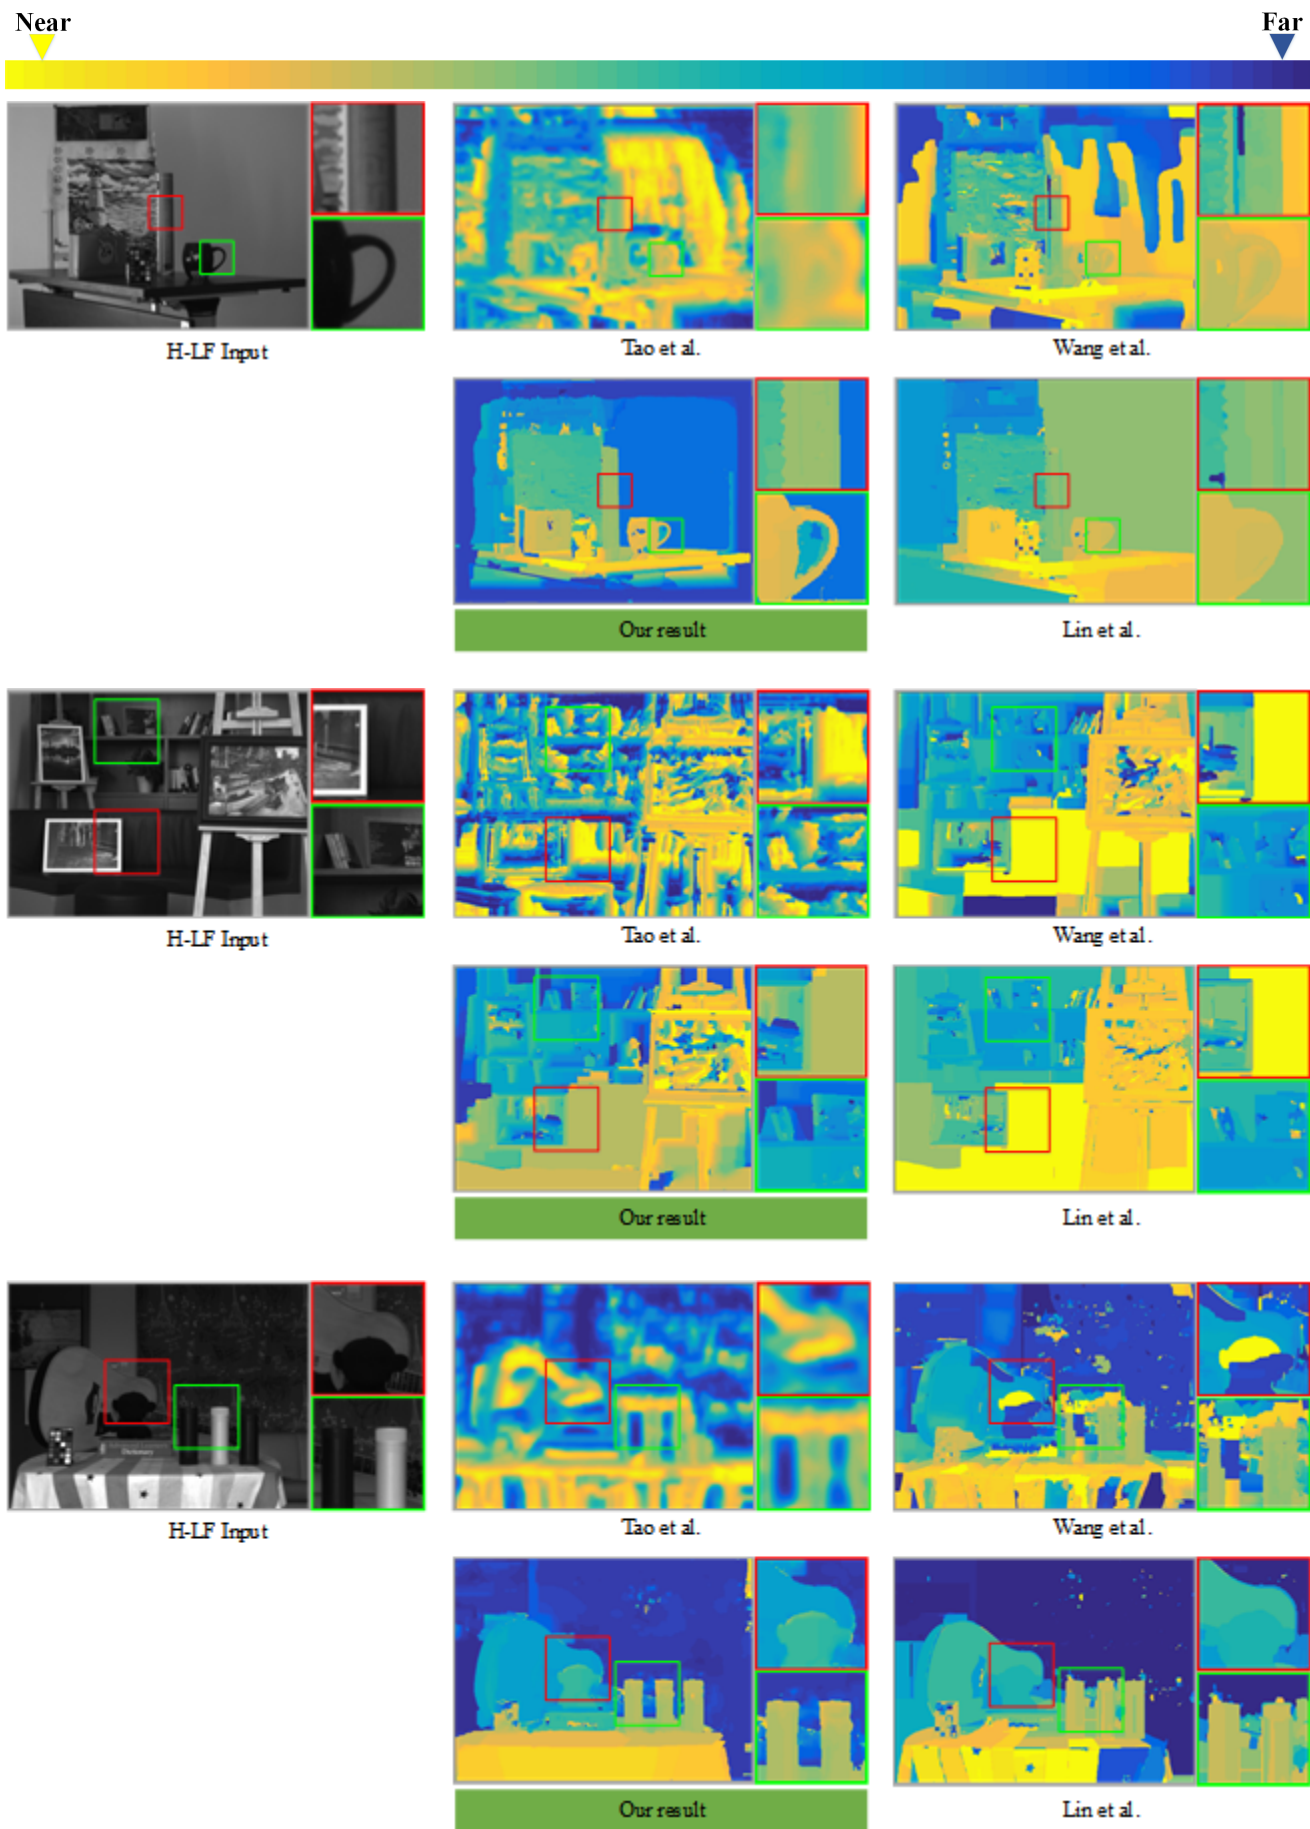 Near Far
H-LF Input Tao et al. Wang et al.
Our result Lin et al.
H-LF Input Tao et al. Wang et al.
Our result Lin et al.
Dictionary
H-LF Input Tao et al. Wang et al.
Our result Lin et al.